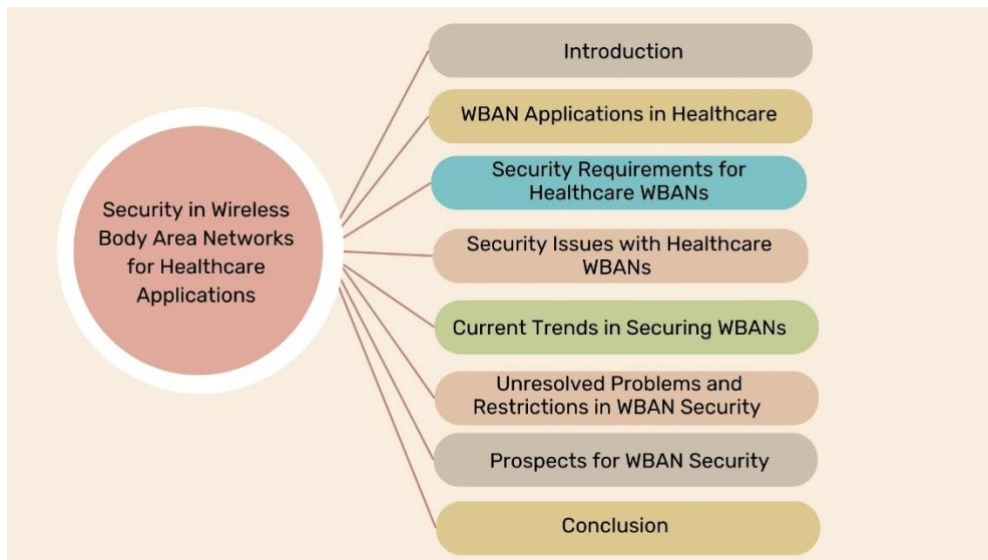 Security in Wireless
Body Area Networks
for Healthcare
Applications
Introduction
WBAN Applications in Healthcare
Security Requirements for
Healthcare WBANs
Security Issues with Healthcare
WBANs
Current Trends in Securing WBANs
Unresolved Problems and
Restrictions in WBAN Security
Prospects for WBAN Security
Conclusion